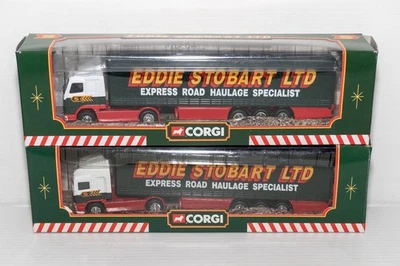 EDDIE STOBART LTD
EXPRESS ROAD HAULAGE SPECIALIST
CORGI
EDDIE STOBART LTD
EXPRESS ROAD HAULAGE SPECIALIST
CORGI